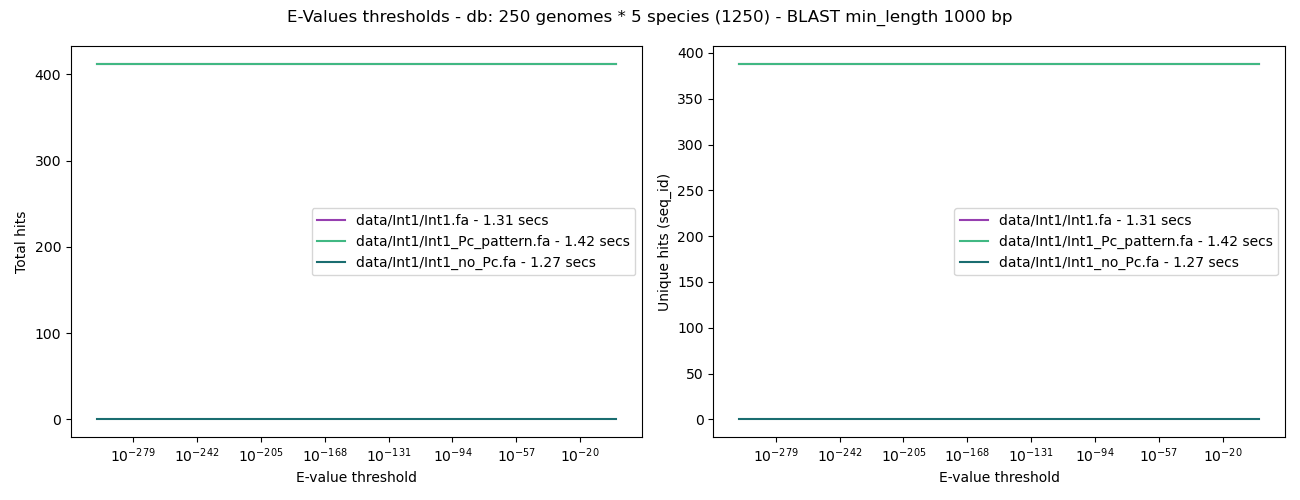 E-Values thresholds - db: 250 genomes * 5 species (1250) - BLAST min_length 1000 bp
Total hits
400
300
200
100
0
data/Int1/Int1.fa - 1.31 secs
data/Int1/Int1_Pc_pattern.fa - 1.42 secs
data/Int1/Int1_no_Pc.fa - 1.27 secs
10⁻²⁷⁹ 10⁻²⁴² 10⁻²⁰⁵ 10⁻¹⁶⁸ 10⁻¹³¹ 10⁻⁹⁴ 10⁻⁵⁷ 10⁻²⁰
E-value threshold
Unique hits (seq_id)
400
350
300
250
200
150
100
50
0
data/Int1/Int1.fa - 1.31 secs
data/Int1/Int1_Pc_pattern.fa - 1.42 secs
data/Int1/Int1_no_Pc.fa - 1.27 secs
10⁻²⁷⁹ 10⁻²⁴² 10⁻²⁰⁵ 10⁻¹⁶⁸ 10⁻¹³¹ 10⁻⁹⁴ 10⁻⁵⁷ 10⁻²⁰
E-value threshold